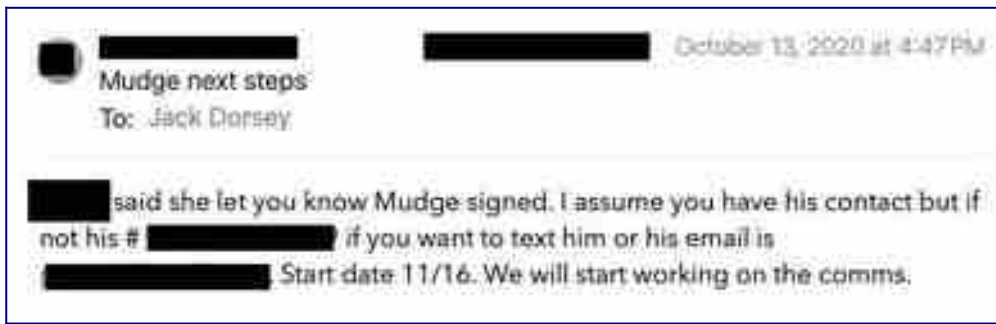 October 13, 2020 at 4:47 PM
Mudge next steps
To: Jack Dorsey
said she let you know Mudge signed. I assume you have his contact but if
not his # if you want to text him or his email is
Start date 11/16. We will start working on the comms.